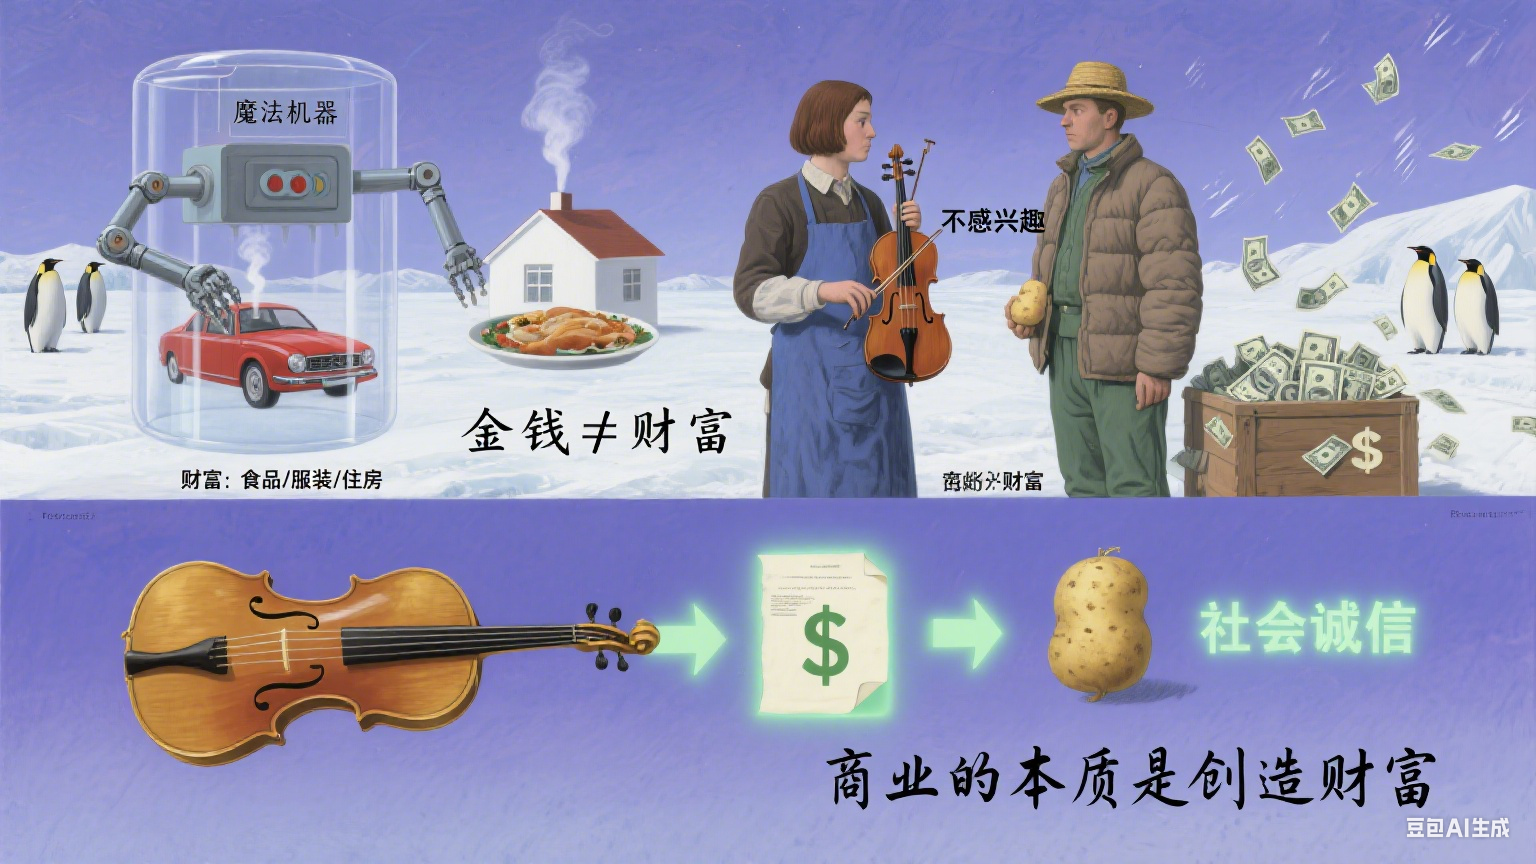 魔法机器
不感兴趣
金钱≠财富
财富：食品/服装/住房
财富
$
$
社会诚信
商业的本质是创造财富
豆包AI生成